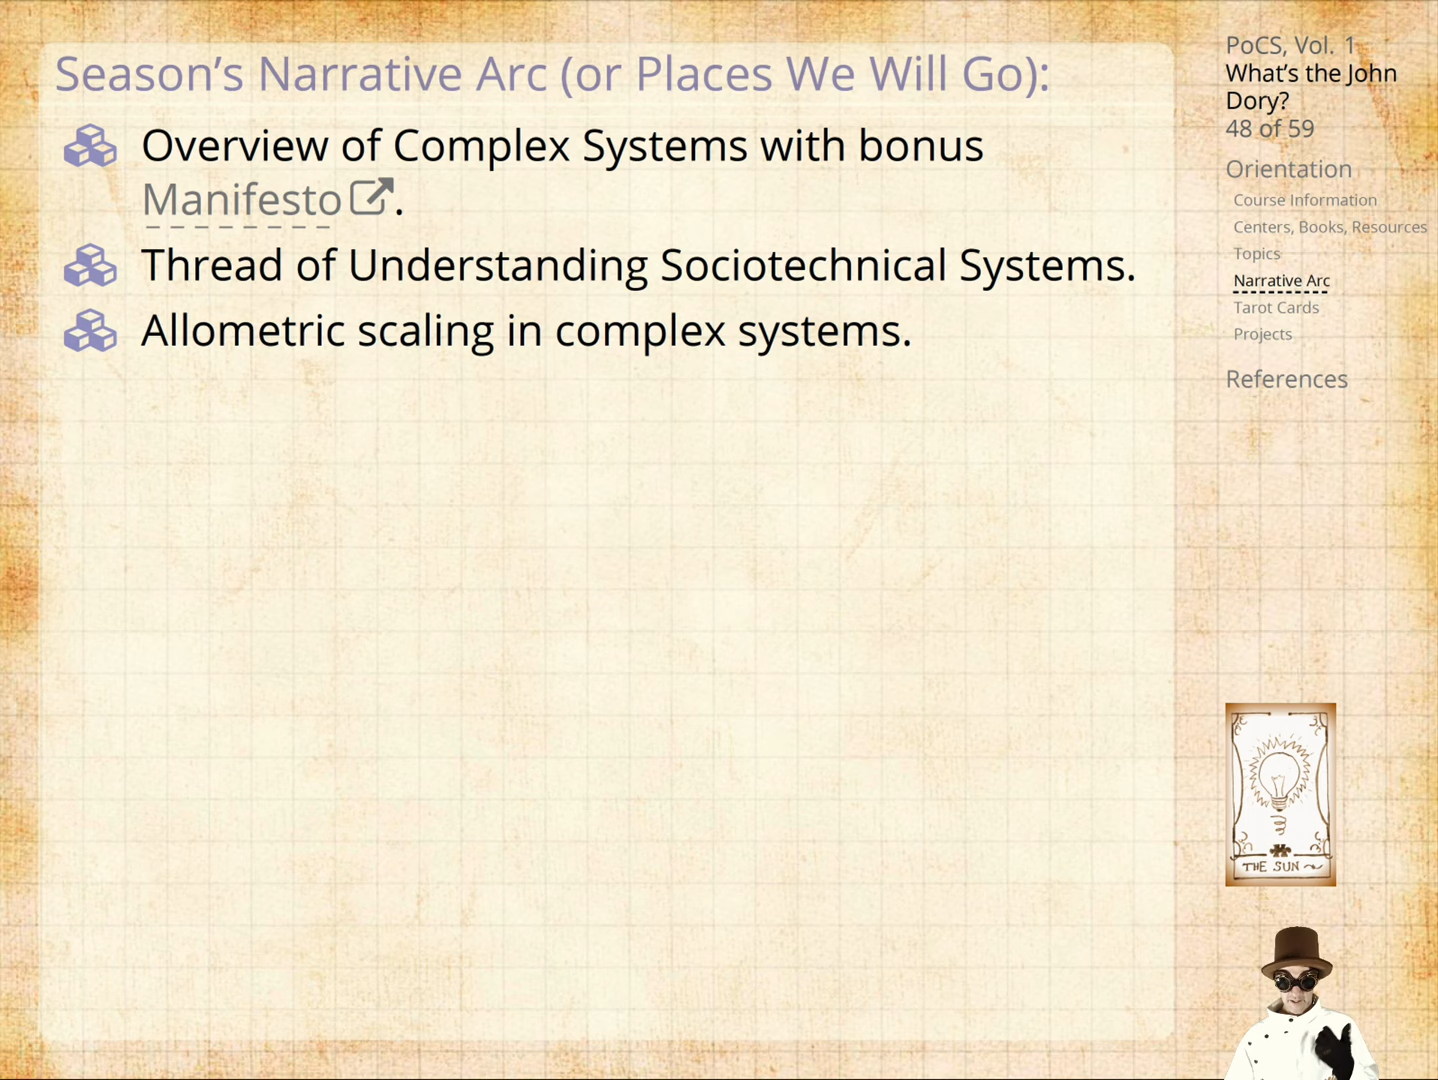 Season’s Narrative Arc (or Places We Will Go):
Overview of Complex Systems with bonus
Manifesto.
Thread of Understanding Sociotechnical Systems.
Allometric scaling in complex systems.
PoCS, Vol. 1
What’s the John
Dory?
48 of 59
Orientation
Course Information
Centers, Books, Resources
Topics
Narrative Arc
Tarot Cards
Projects
References
THE SUN